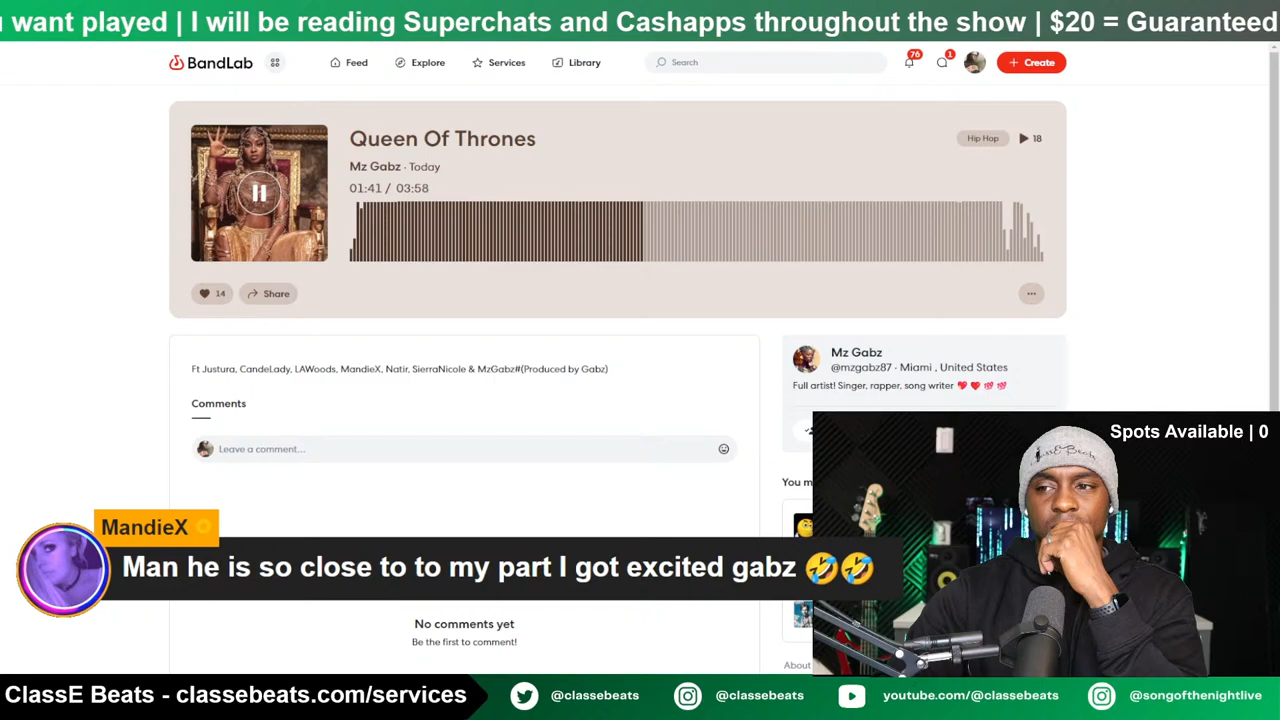 want played | I will be reading Superchats and Cashapps throughout the show | $20 = Guaranteed
BandLab
Feed
Explore
Services
Library
Search
76
1
+ Create
Queen Of Thrones
Hip Hop
18
Mz Gabz · Today
01:41 / 03:58
14
Share
Ft Justura, CandeLady, LAWoods, MandieX, Natir, SierraNicole & MzGabz#(Produced by Gabz)
Comments
Leave a comment...
Mz Gabz
@mzgabz87 · Miami , United States
Full artist! Singer, rapper, song writer 💖 ❤️ 💯 💯
You m
Spots Available | 0
MandieX
Man he is so close to to my part I got excited gabz 🤣🤣
No comments yet
Be the first to comment!
About
ClassE Beats
ClassE Beats - classebeats.com/services
@classebeats
@classebeats
youtube.com/@classebeats
@songofthenightlive